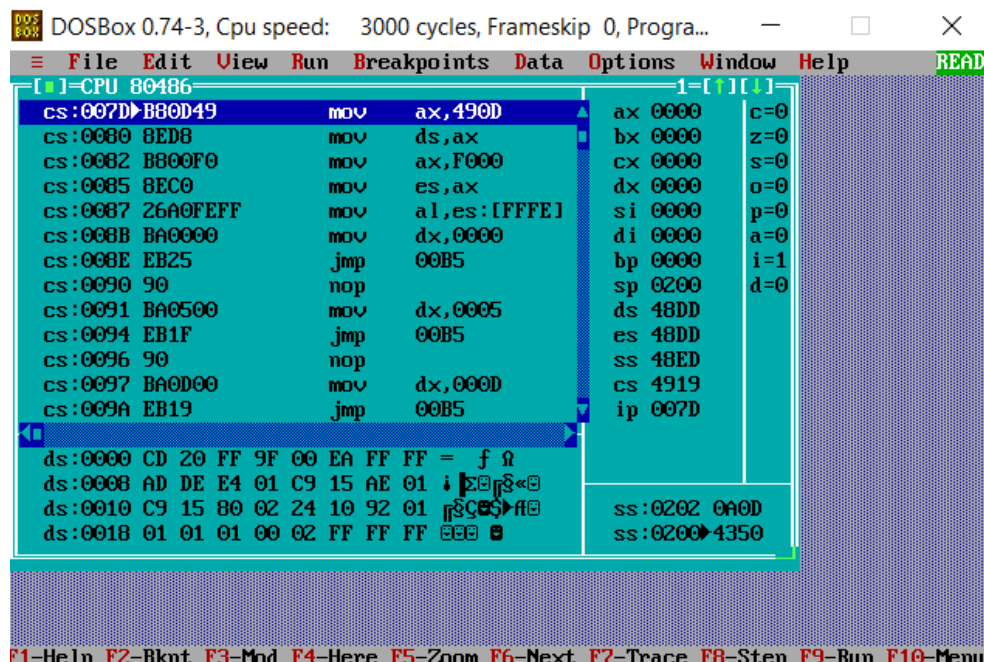 DOSBox 0.74-3, Cpu speed: 3000 cycles, Frameskip 0, Progra...
≡ File Edit View Run Breakpoints Data Options Window Help READ
[■]=CPU 80486 1=[↑][↓]
cs:007D►B80D49 mov ax,490D ax 0000 c=0
cs:0080 8ED8 mov ds,ax bx 0000 z=0
cs:0082 B800F0 mov ax,F000 cx 0000 s=0
cs:0085 8EC0 mov es,ax dx 0000 o=0
cs:0087 26A0FEFF mov al,es:[FFFE] si 0000 p=0
cs:008B BA0000 mov dx,0000 di 0000 a=0
cs:008E EB25 jmp 00B5 bp 0000 i=1
cs:0090 90 nop sp 0200 d=0
cs:0091 BA0500 mov dx,0005 ds 48DD
cs:0094 EB1F jmp 00B5 es 48DD
cs:0096 90 nop ss 48ED
cs:0097 BA0D00 mov dx,000D cs 4919
cs:009A EB19 jmp 00B5 ip 007D
ds:0000 CD 20 FF 9F 00 EA FF FF = ƒ Ω
ds:0008 AD DE E4 01 C9 15 AE 01 ¡▐Σ☺╔§«☺
ds:0010 C9 15 80 02 24 10 92 01 ╔§Ç☻$►Æ☺ ss:0202 0A0D
ds:0018 01 01 01 00 02 FF FF FF ☺☺☺ ☻ ss:0200►4350
F1-Help F2-Bkpt F3-Mod F4-Here F5-Zoom F6-Next F7-Trace F8-Step F9-Run F10-Menu